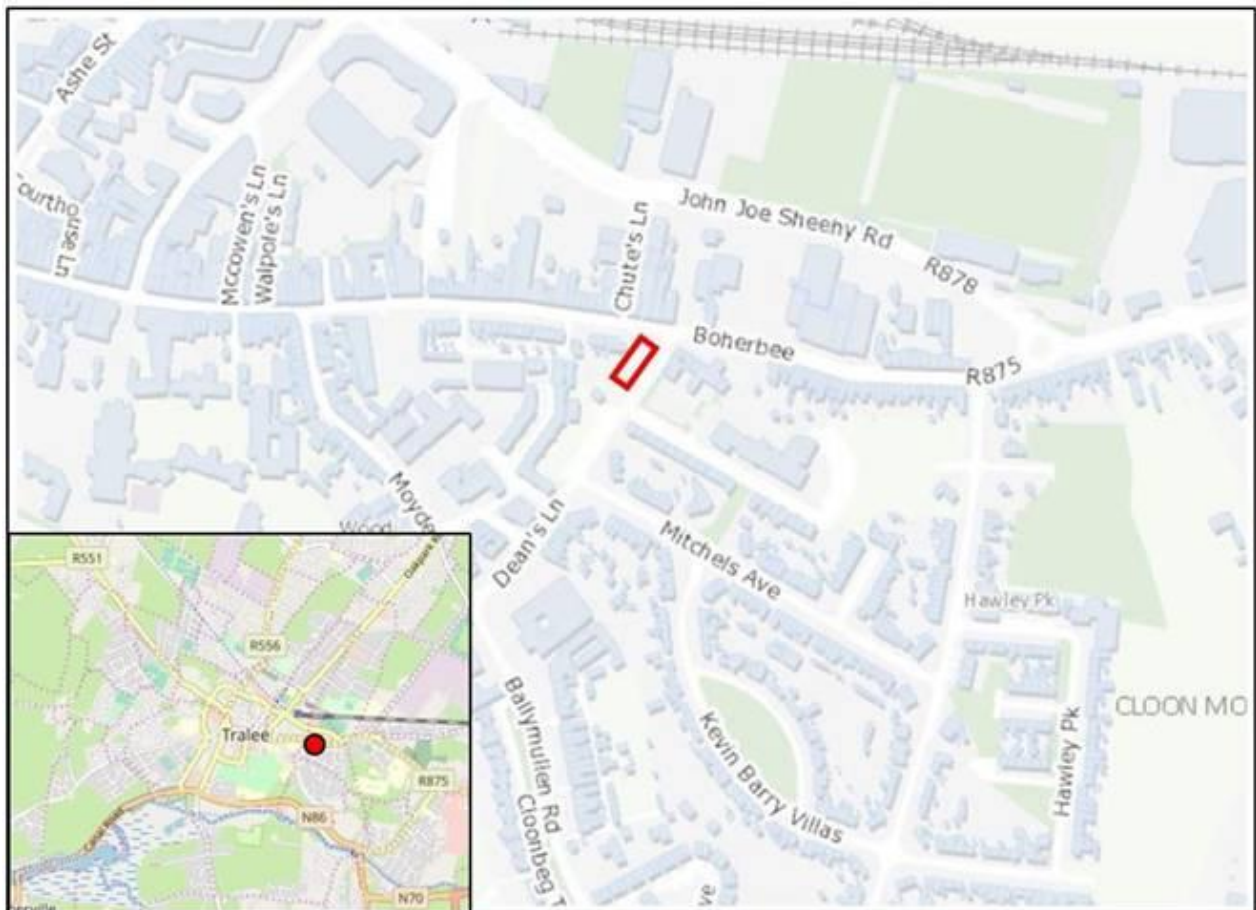 Ashe St
Mccowen's Ln
Walpole's Ln
Chute's Ln
John Joe Sheehy Rd
R878
Boherbee
R875
Dean's Ln
Mitchels Ave
Hawley Pk
Hawley Pk
CLOON MO
Kevin Barry Villas
Ballymullen Rd
Cloonbeg T
Moyde
Wood
ourtho
use Ln
ve
R551
R556
Tralee
R875
N86
N70